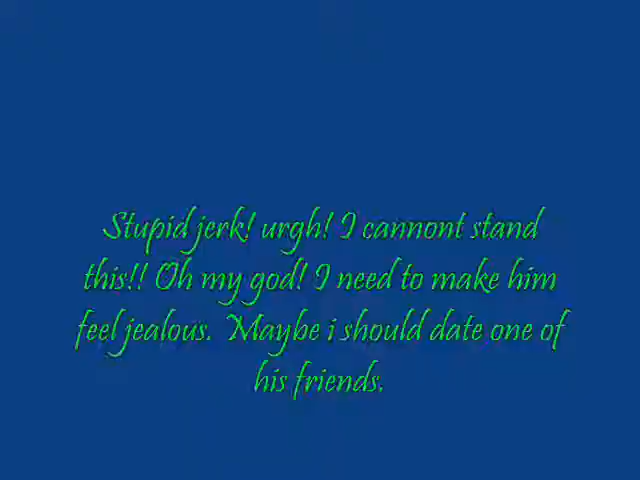 Stupid jerk! urgh! I cannont stand
this!! Oh my god! I need to make him
feel jealous. Maybe i should date one of
his friends.